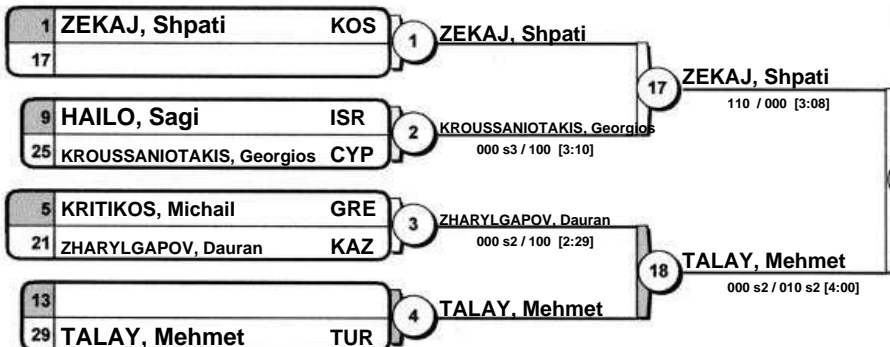 1 ZEKAJ, Shpati KOS
17
1
ZEKAJ, Shpati
9 HAILO, Sagi ISR
25 KROUSSANIOTAKIS, Georgios CYP
2
KROUSSANIOTAKIS, Georgios
000 s3 / 100 [3:10]
17
ZEKAJ, Shpati
110 / 000 [3:08]
5 KRITIKOS, Michail GRE
21 ZHARYLGAPOV, Dauran KAZ
3
ZHARYLGAPOV, Dauran
000 s2 / 100 [2:29]
13
29 TALAY, Mehmet TUR
4
TALAY, Mehmet
18
TALAY, Mehmet
000 s2 / 010 s2 [4:00]